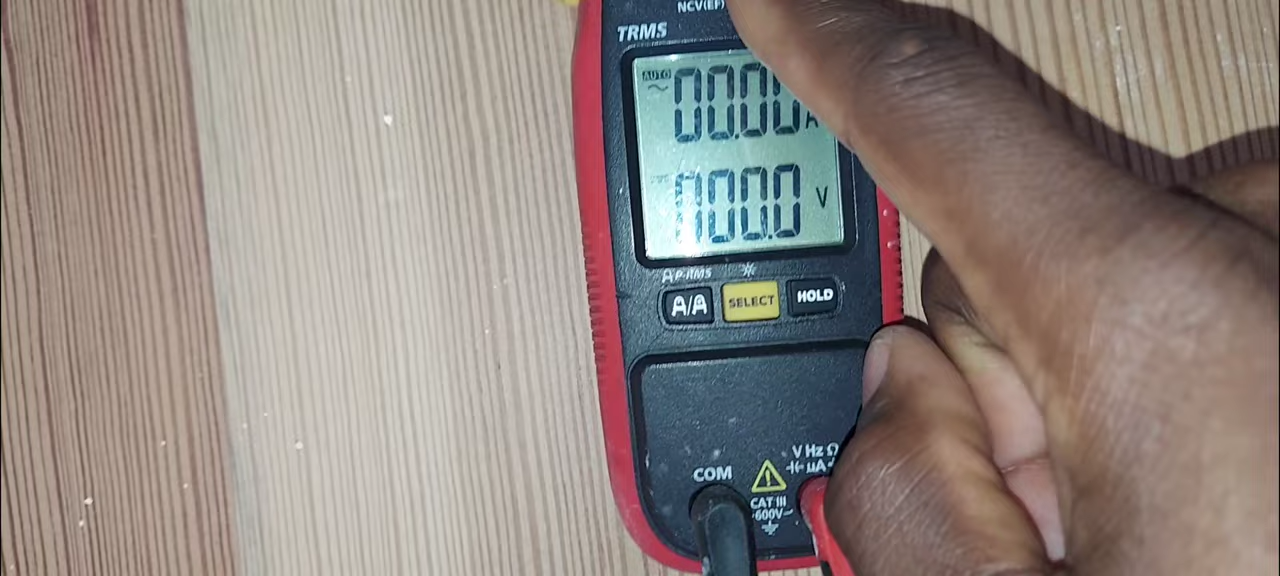 NCV(EF)
TRMS
AUTO
00.00 A
000.0 V
P-RMS
A/A SELECT HOLD
V Hz Ω
COM
µA
CAT III
600V